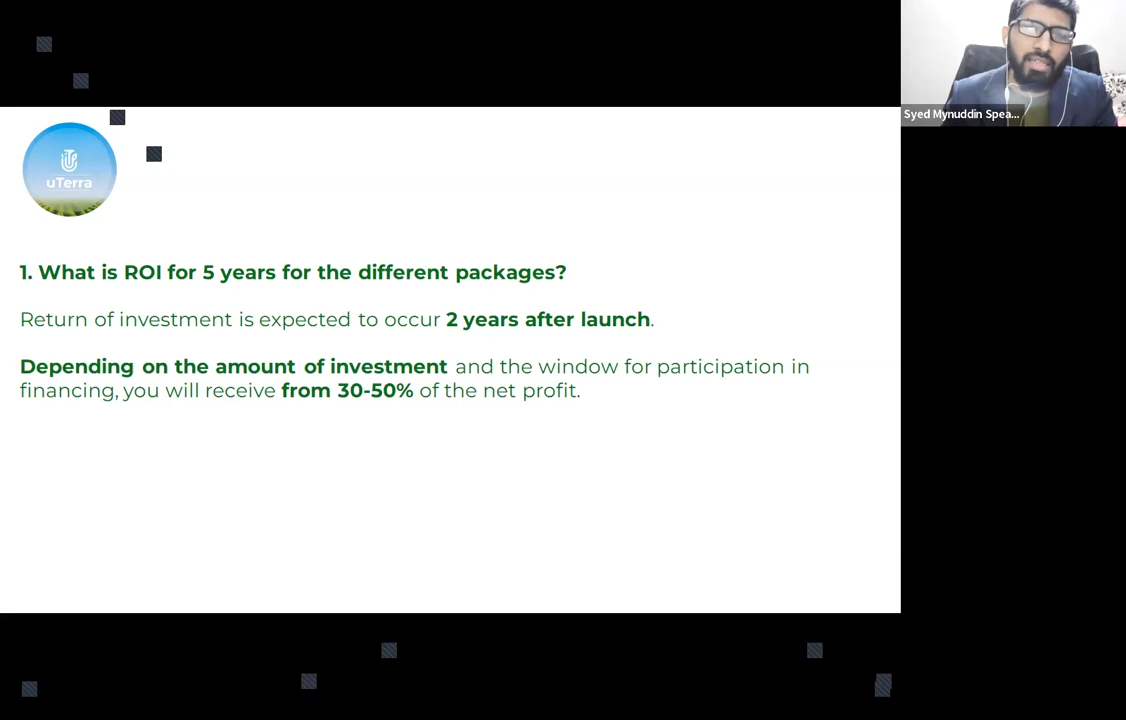 Syed Mynuddin Spea...
uTerra
1. What is ROI for 5 years for the different packages?
Return of investment is expected to occur 2 years after launch.
Depending on the amount of investment and the window for participation in
financing, you will receive from 30-50% of the net profit.